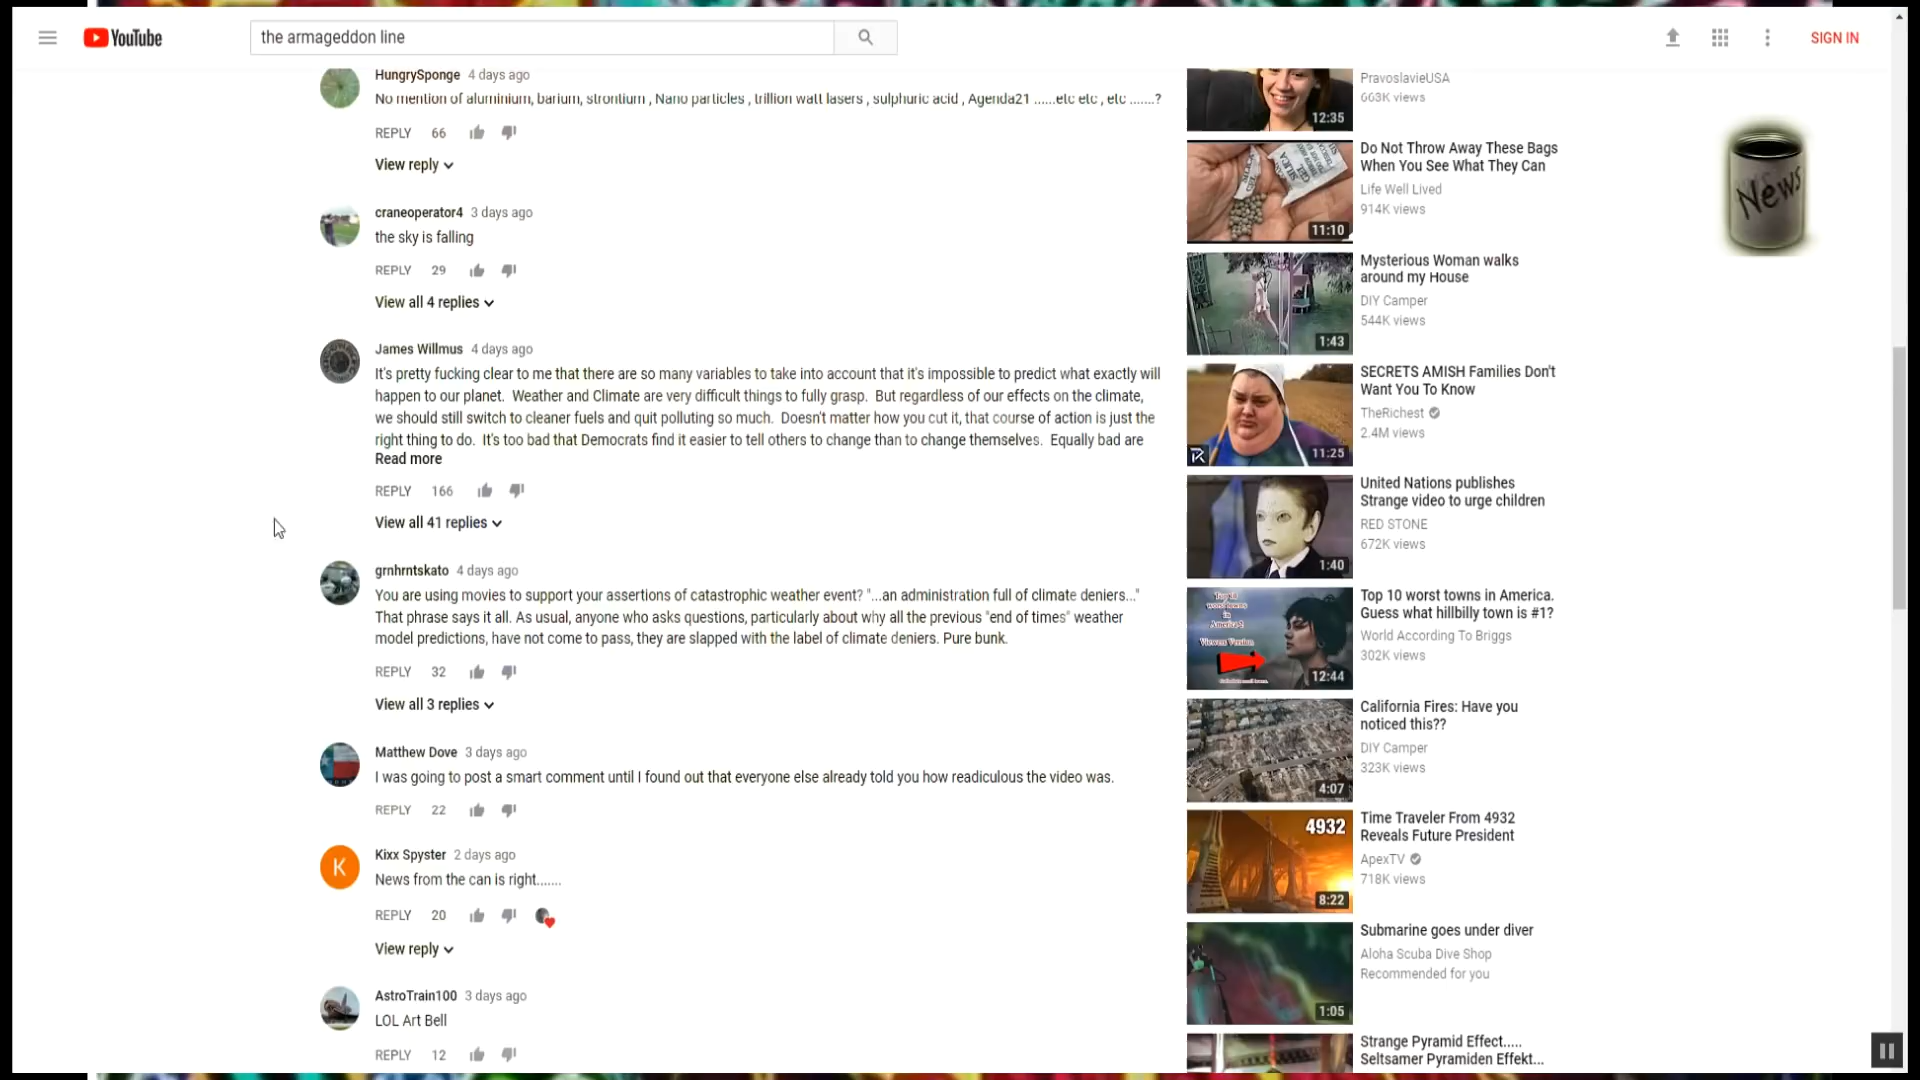 YouTube
the armageddon line
SIGN IN
HungrySponge 4 days ago
No mention of aluminium, barium, strontium , Nano particles , trillion watt lasers , sulphuric acid , Agenda21 ......etc etc , etc .......?
REPLY 66
View reply
craneoperator4 3 days ago
the sky is falling
REPLY 29
View all 4 replies
James Willmus 4 days ago
It's pretty fucking clear to me that there are so many variables to take into account that it's impossible to predict what exactly will
happen to our planet. Weather and Climate are very difficult things to fully grasp. But regardless of our effects on the climate,
we should still switch to cleaner fuels and quit polluting so much. Doesn't matter how you cut it, that course of action is just the
right thing to do. It's too bad that Democrats find it easier to tell others to change than to change themselves. Equally bad are
Read more
REPLY 166
View all 41 replies
grnhrntskato 4 days ago
You are using movies to support your assertions of catastrophic weather event? "...an administration full of climate deniers..."
That phrase says it all. As usual, anyone who asks questions, particularly about why all the previous "end of times" weather
model predictions, have not come to pass, they are slapped with the label of climate deniers. Pure bunk.
REPLY 32
View all 3 replies
Matthew Dove 3 days ago
I was going to post a smart comment until I found out that everyone else already told you how readiculous the video was.
REPLY 22
K
Kixx Spyster 2 days ago
News from the can is right.......
REPLY 20
View reply
AstroTrain100 3 days ago
LOL Art Bell
REPLY 12
12:35
PravoslavieUSA
663K views
SILICA
GEL
11:10
Do Not Throw Away These Bags
When You See What They Can
Life Well Lived
914K views
1:43
Mysterious Woman walks
around my House
DIY Camper
544K views
11:25
SECRETS AMISH Families Don't
Want You To Know
TheRichest
2.4M views
1:40
United Nations publishes
Strange video to urge children
RED STONE
672K views
Top 10
worst towns
in
America
Viewers Version
12:44
Top 10 worst towns in America.
Guess what hillbilly town is #1?
World According To Briggs
302K views
4:07
California Fires: Have you
noticed this??
DIY Camper
323K views
4932
8:22
Time Traveler From 4932
Reveals Future President
ApexTV
718K views
1:05
Submarine goes under diver
Aloha Scuba Dive Shop
Recommended for you
Strange Pyramid Effect.....
Seltsamer Pyramiden Effekt...
News